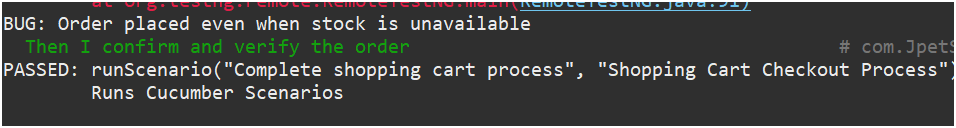 at org.testng.remote.RemoteTestNG.main(RemoteTestNG.java:91)
BUG: Order placed even when stock is unavailable
Then I confirm and verify the order # com.JpetS
PASSED: runScenario("Complete shopping cart process", "Shopping Cart Checkout Process")
Runs Cucumber Scenarios